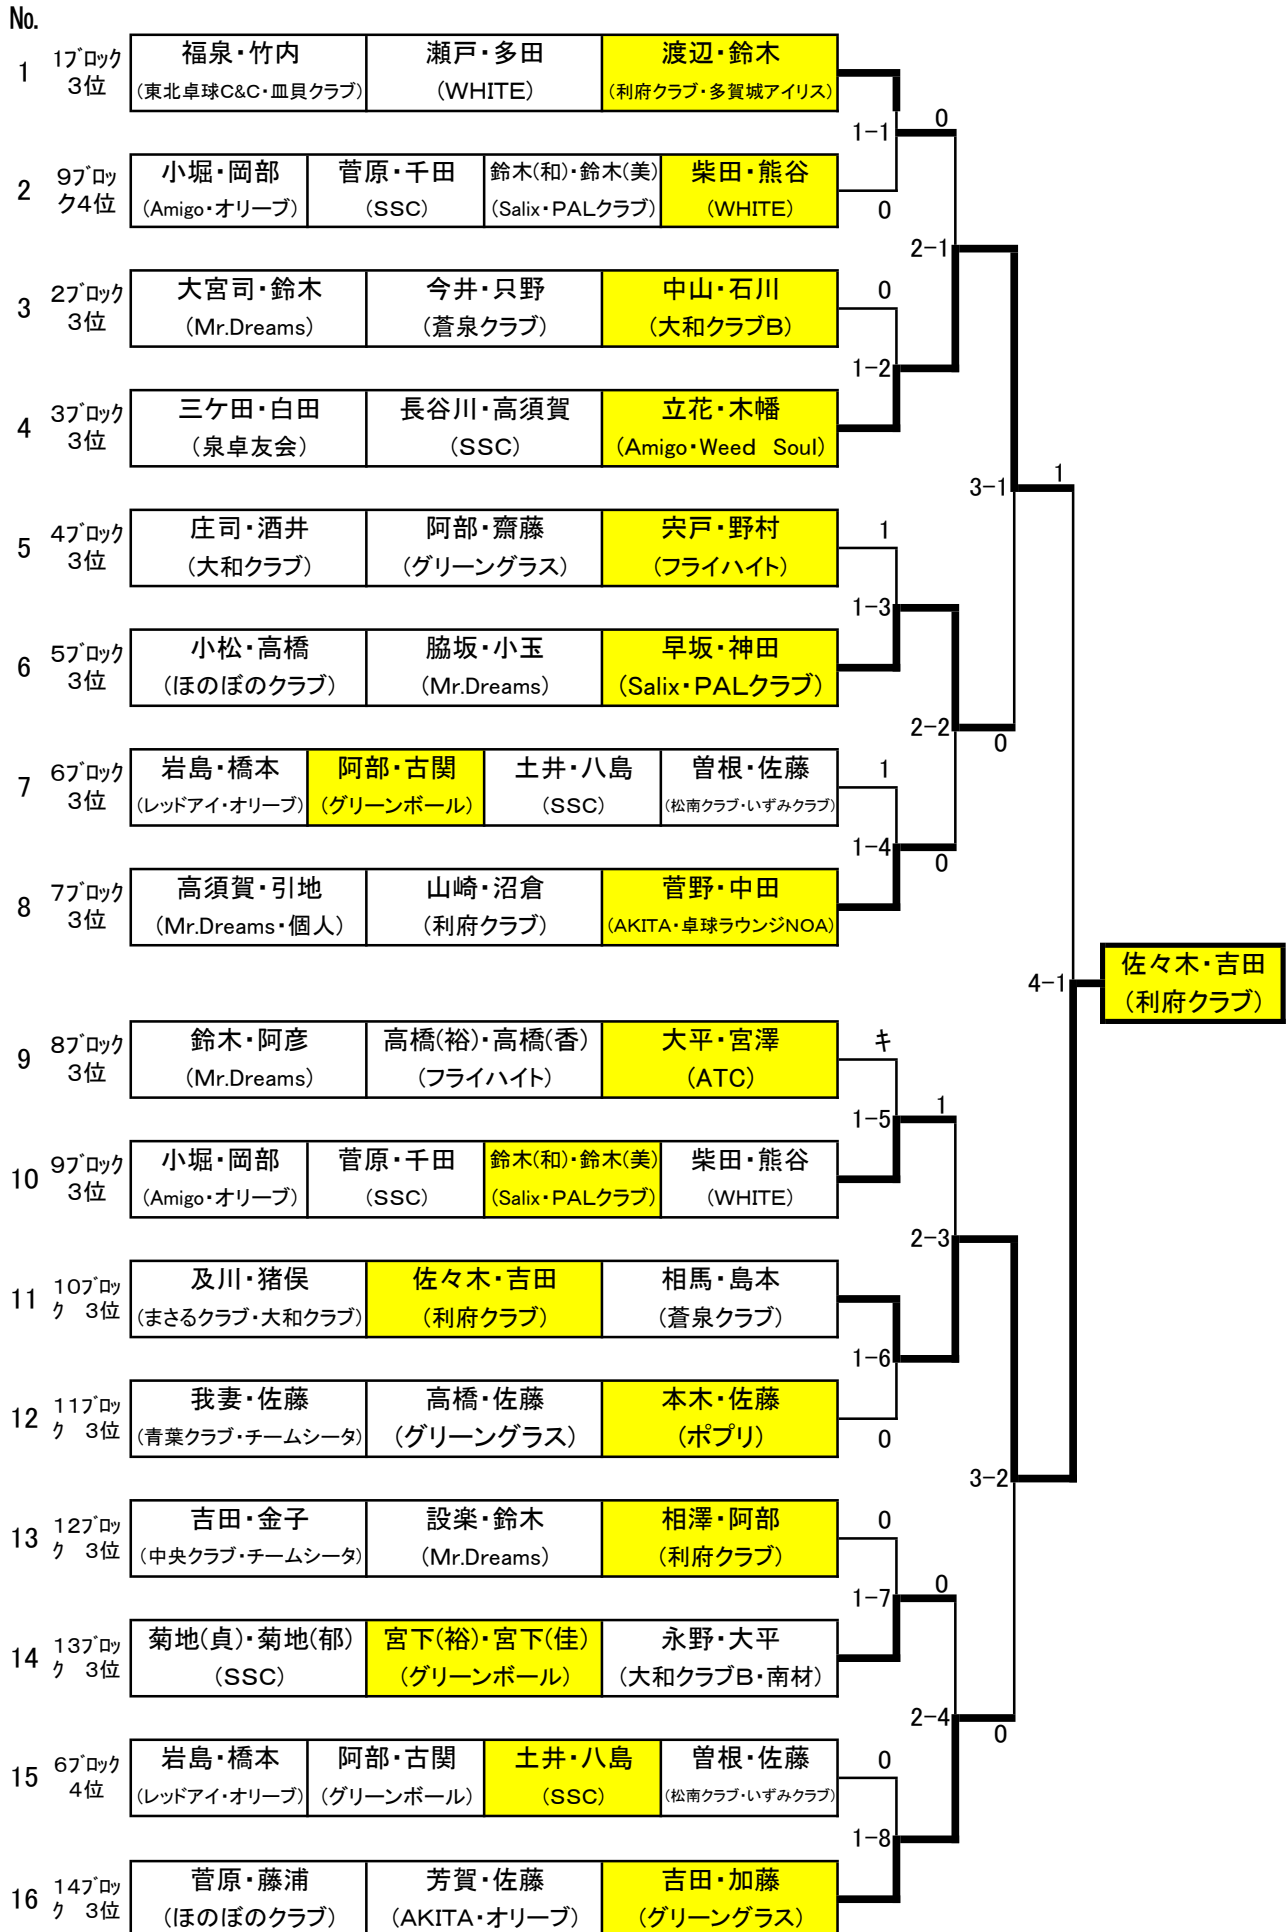 No.
1 1ブロック 3位 福泉・竹内 瀬戸・多田 渡辺・鈴木
(東北卓球C&C・皿貝クラブ) (WHITE) (利府クラブ・多賀城アイリス)
1-1 0
2 9ブロック4位 小堀・岡部 菅原・千田 鈴木(和)・鈴木(美) 柴田・熊谷
(Amigo・オリーブ) (SSC) (Salix・PALクラブ) (WHITE) 0
2-1
3 2ブロック 3位 大宮司・鈴木 今井・只野 中山・石川 0
(Mr.Dreams) (蒼泉クラブ) (大和クラブB)
1-2
4 3ブロック 3位 三ケ田・白田 長谷川・高須賀 立花・木幡
(泉卓友会) (SSC) (Amigo・Weed Soul)
3-1 1
5 4ブロック 3位 庄司・酒井 阿部・齋藤 宍戸・野村 1
(大和クラブ) (グリーングラス) (フライハイト)
1-3
6 5ブロック 3位 小松・高橋 脇坂・小玉 早坂・神田
(ほのぼのクラブ) (Mr.Dreams) (Salix・PALクラブ)
2-2 0
7 6ブロック 3位 岩島・橋本 阿部・古関 土井・八島 曽根・佐藤 1
(レッドアイ・オリーブ) (グリーンボール) (SSC) (松南クラブ・いずみクラブ)
1-4 0
8 7ブロック 3位 高須賀・引地 山崎・沼倉 菅野・中田
(Mr.Dreams・個人) (利府クラブ) (AKITA・卓球ラウンジNOA)
4-1 佐々木・吉田
(利府クラブ)
9 8ブロック 3位 鈴木・阿彦 高橋(裕)・高橋(香) 大平・宮澤 キ
(Mr.Dreams) (フライハイト) (ATC)
1-5 1
10 9ブロック 3位 小堀・岡部 菅原・千田 鈴木(和)・鈴木(美) 柴田・熊谷
(Amigo・オリーブ) (SSC) (Salix・PALクラブ) (WHITE)
2-3
11 10ブロック 3位 及川・猪俣 佐々木・吉田 相馬・島本
(まさるクラブ・大和クラブ) (利府クラブ) (蒼泉クラブ)
1-6
12 11ブロック 3位 我妻・佐藤 高橋・佐藤 本木・佐藤
(青葉クラブ・チームシータ) (グリーングラス) (ポプリ) 0
3-2
13 12ブロック 3位 吉田・金子 設楽・鈴木 相澤・阿部 0
(中央クラブ・チームシータ) (Mr.Dreams) (利府クラブ)
1-7 0
14 13ブロック 3位 菊地(貞)・菊地(郁) 宮下(裕)・宮下(佳) 永野・大平
(SSC) (グリーンボール) (大和クラブB・南材)
2-4 0
15 6ブロック 4位 岩島・橋本 阿部・古関 土井・八島 曽根・佐藤 0
(レッドアイ・オリーブ) (グリーンボール) (SSC) (松南クラブ・いずみクラブ)
1-8
16 14ブロック 3位 菅原・藤浦 芳賀・佐藤 吉田・加藤
(ほのぼのクラブ) (AKITA・オリーブ) (グリーングラス)